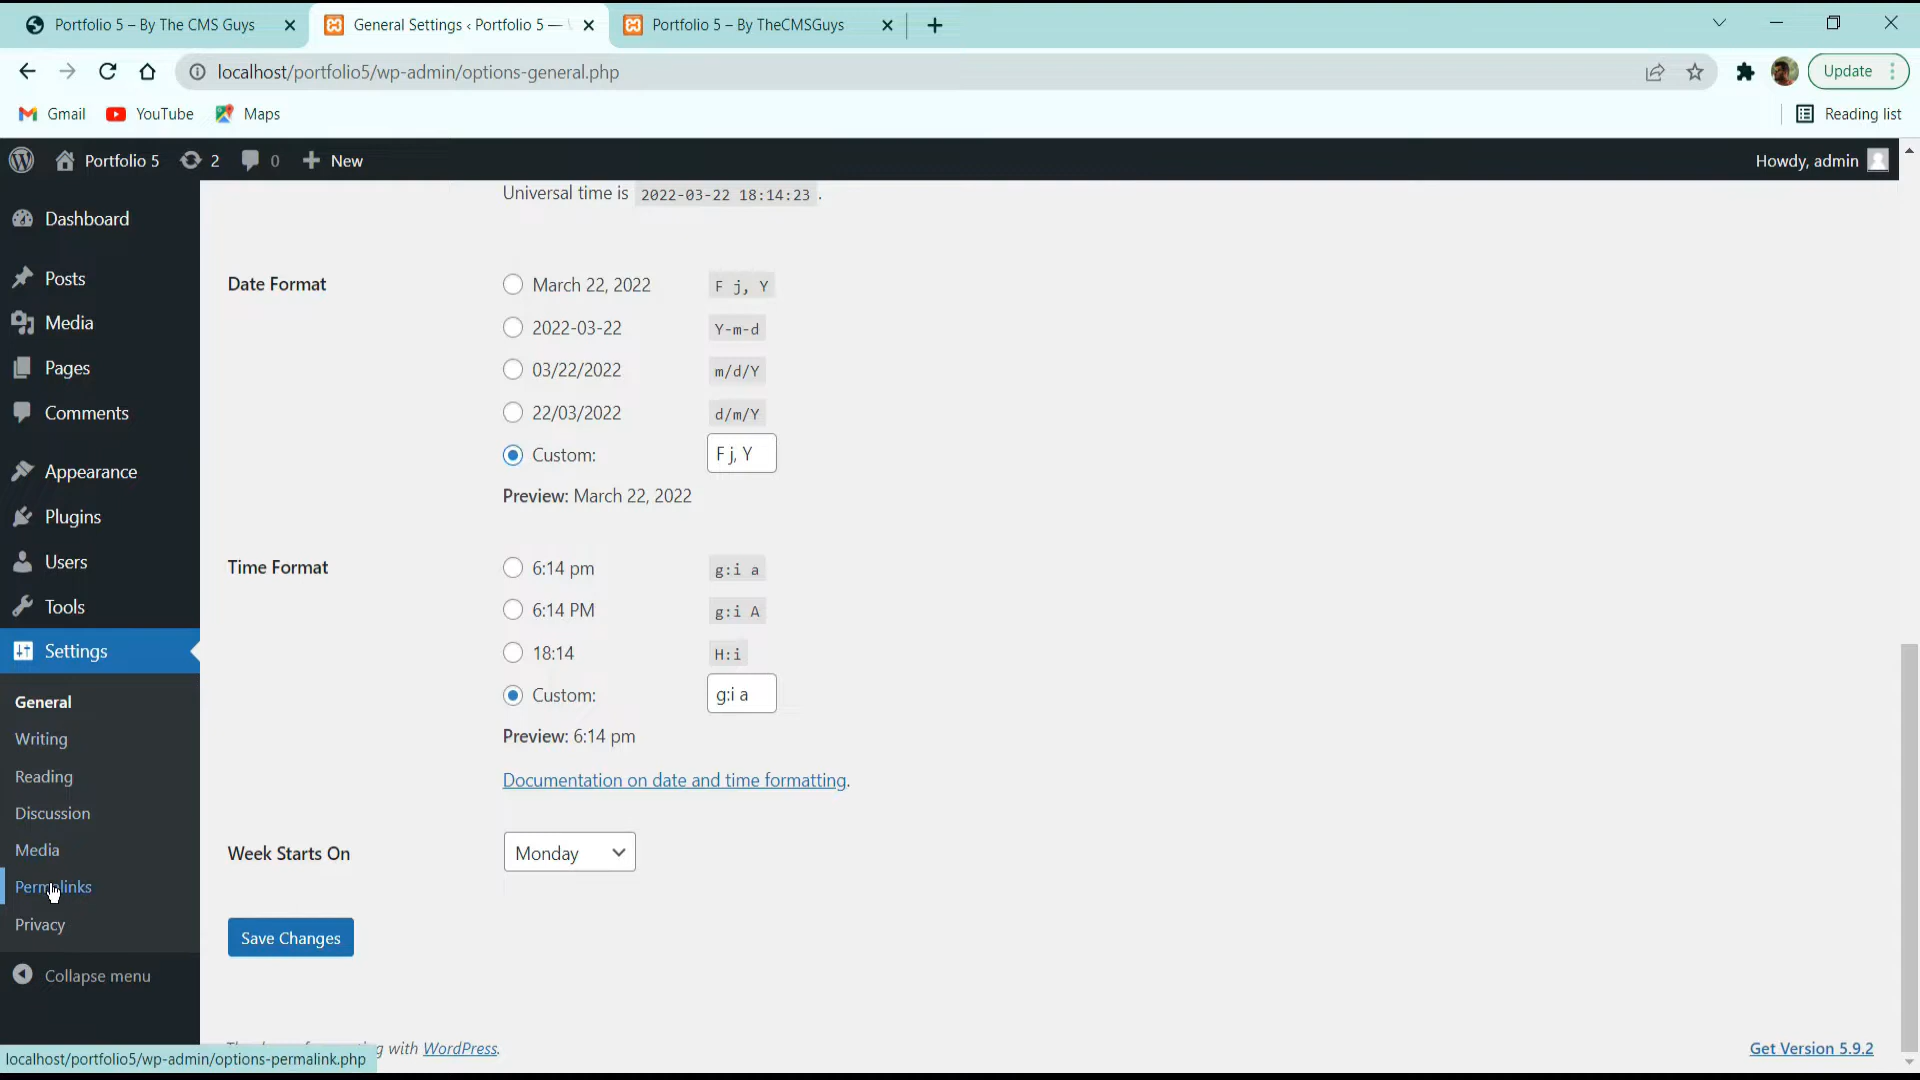 Portfolio 5 – By The CMS Guys
General Settings ‹ Portfolio 5 —
Portfolio 5 – By TheCMSGuys
localhost/portfolio5/wp-admin/options-general.php
Update
Gmail
YouTube
Maps
Reading list
Portfolio 5
2
0
New
Howdy, admin
Dashboard
Posts
Media
Pages
Comments
Appearance
Plugins
Users
Tools
Settings
General
Writing
Reading
Discussion
Media
Permalinks
Privacy
Collapse menu
Universal time is 2022-03-22 18:14:23 .
Date Format
March 22, 2022 F j, Y
2022-03-22 Y-m-d
03/22/2022 m/d/Y
22/03/2022 d/m/Y
Custom: F j, Y
Preview: March 22, 2022
Time Format
6:14 pm g:i a
6:14 PM g:i A
18:14 H:i
Custom: g:i a
Preview: 6:14 pm
Documentation on date and time formatting.
Week Starts On Monday
Save Changes
with WordPress.
Get Version 5.9.2
localhost/portfolio5/wp-admin/options-permalink.php